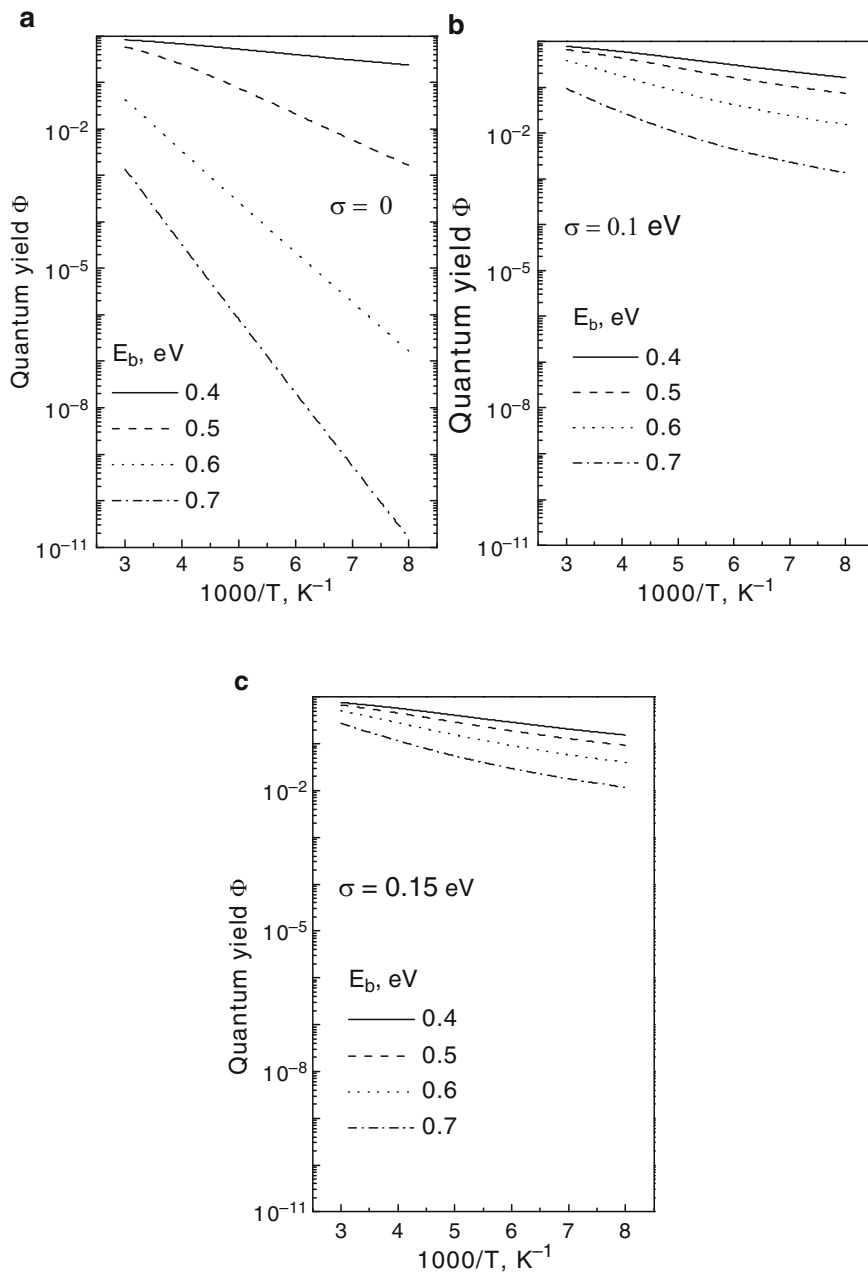 a
Quantum yield Φ
10⁻²
10⁻⁵
10⁻⁸
10⁻¹¹
σ = 0
E_b, eV
0.4
0.5
0.6
0.7
3 4 5 6 7 8
1000/T, K⁻¹
b
Quantum yield Φ
10⁻²
10⁻⁵
10⁻⁸
10⁻¹¹
σ = 0.1 eV
E_b, eV
0.4
0.5
0.6
0.7
3 4 5 6 7 8
1000/T, K⁻¹
c
Quantum yield Φ
10⁻²
10⁻⁵
10⁻⁸
10⁻¹¹
σ = 0.15 eV
E_b, eV
0.4
0.5
0.6
0.7
3 4 5 6 7 8
1000/T, K⁻¹